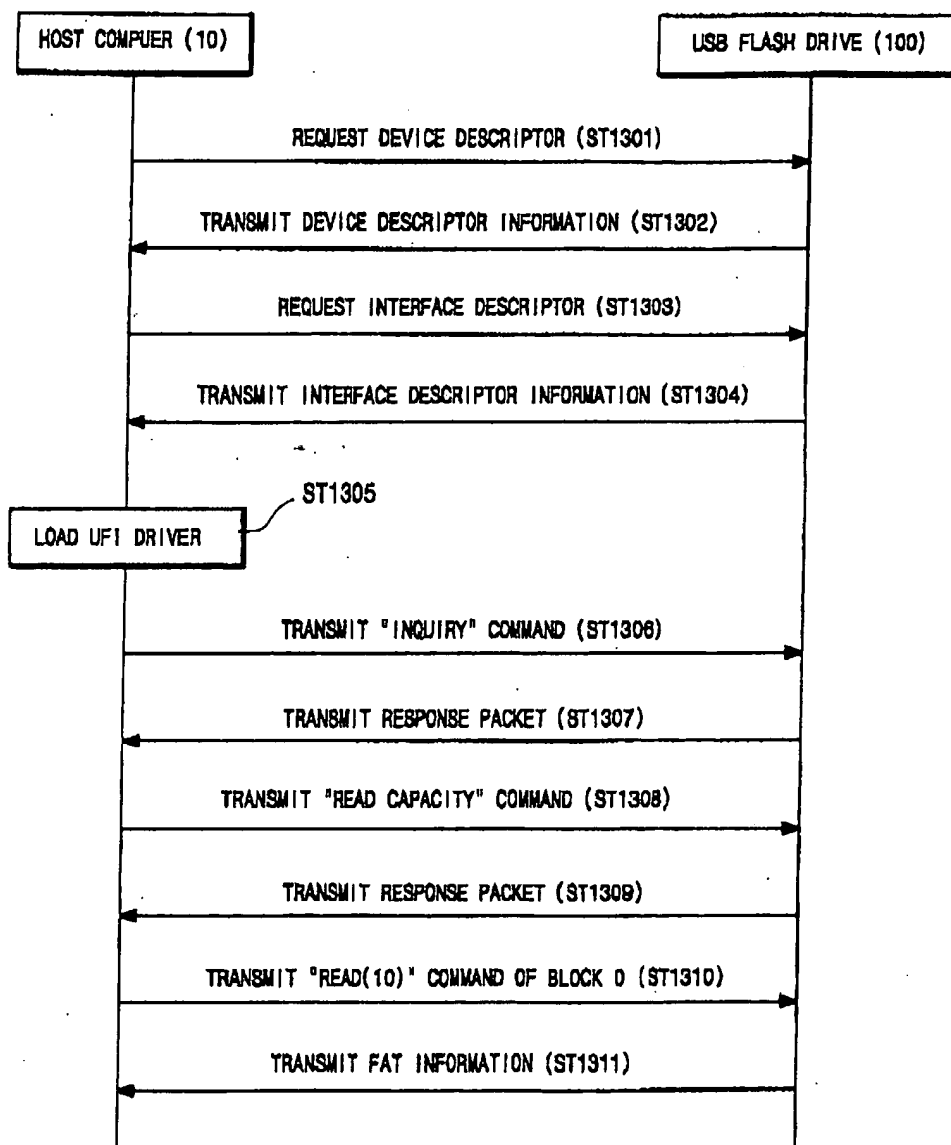 HOST COMPUER (10)
USB FLASH DRIVE (100)
REQUEST DEVICE DESCRIPTOR (ST1301)
TRANSMIT DEVICE DESCRIPTOR INFORMATION (ST1302)
REQUEST INTERFACE DESCRIPTOR (ST1303)
TRANSMIT INTERFACE DESCRIPTOR INFORMATION (ST1304)
ST1305
LOAD UFI DRIVER
TRANSMIT "INQUIRY" COMMAND (ST1306)
TRANSMIT RESPONSE PACKET (ST1307)
TRANSMIT "READ CAPACITY" COMMAND (ST1308)
TRANSMIT RESPONSE PACKET (ST1309)
TRANSMIT "READ(10)" COMMAND OF BLOCK 0 (ST1310)
TRANSMIT FAT INFORMATION (ST1311)